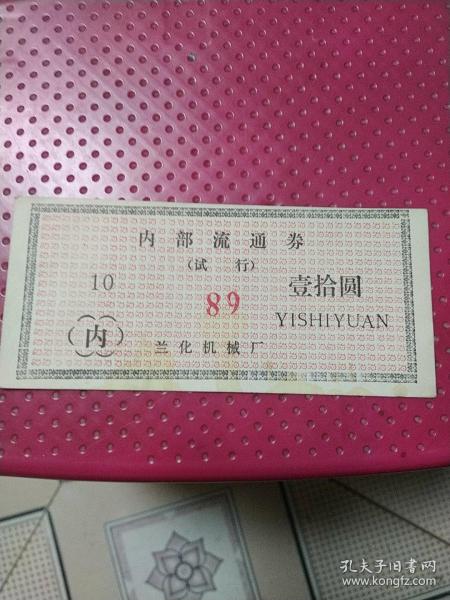 内部流通券
(试行)
10
89
壹拾圆
YISHIYUAN
内
兰化机械厂
孔夫子旧书网
www.kongfz.com